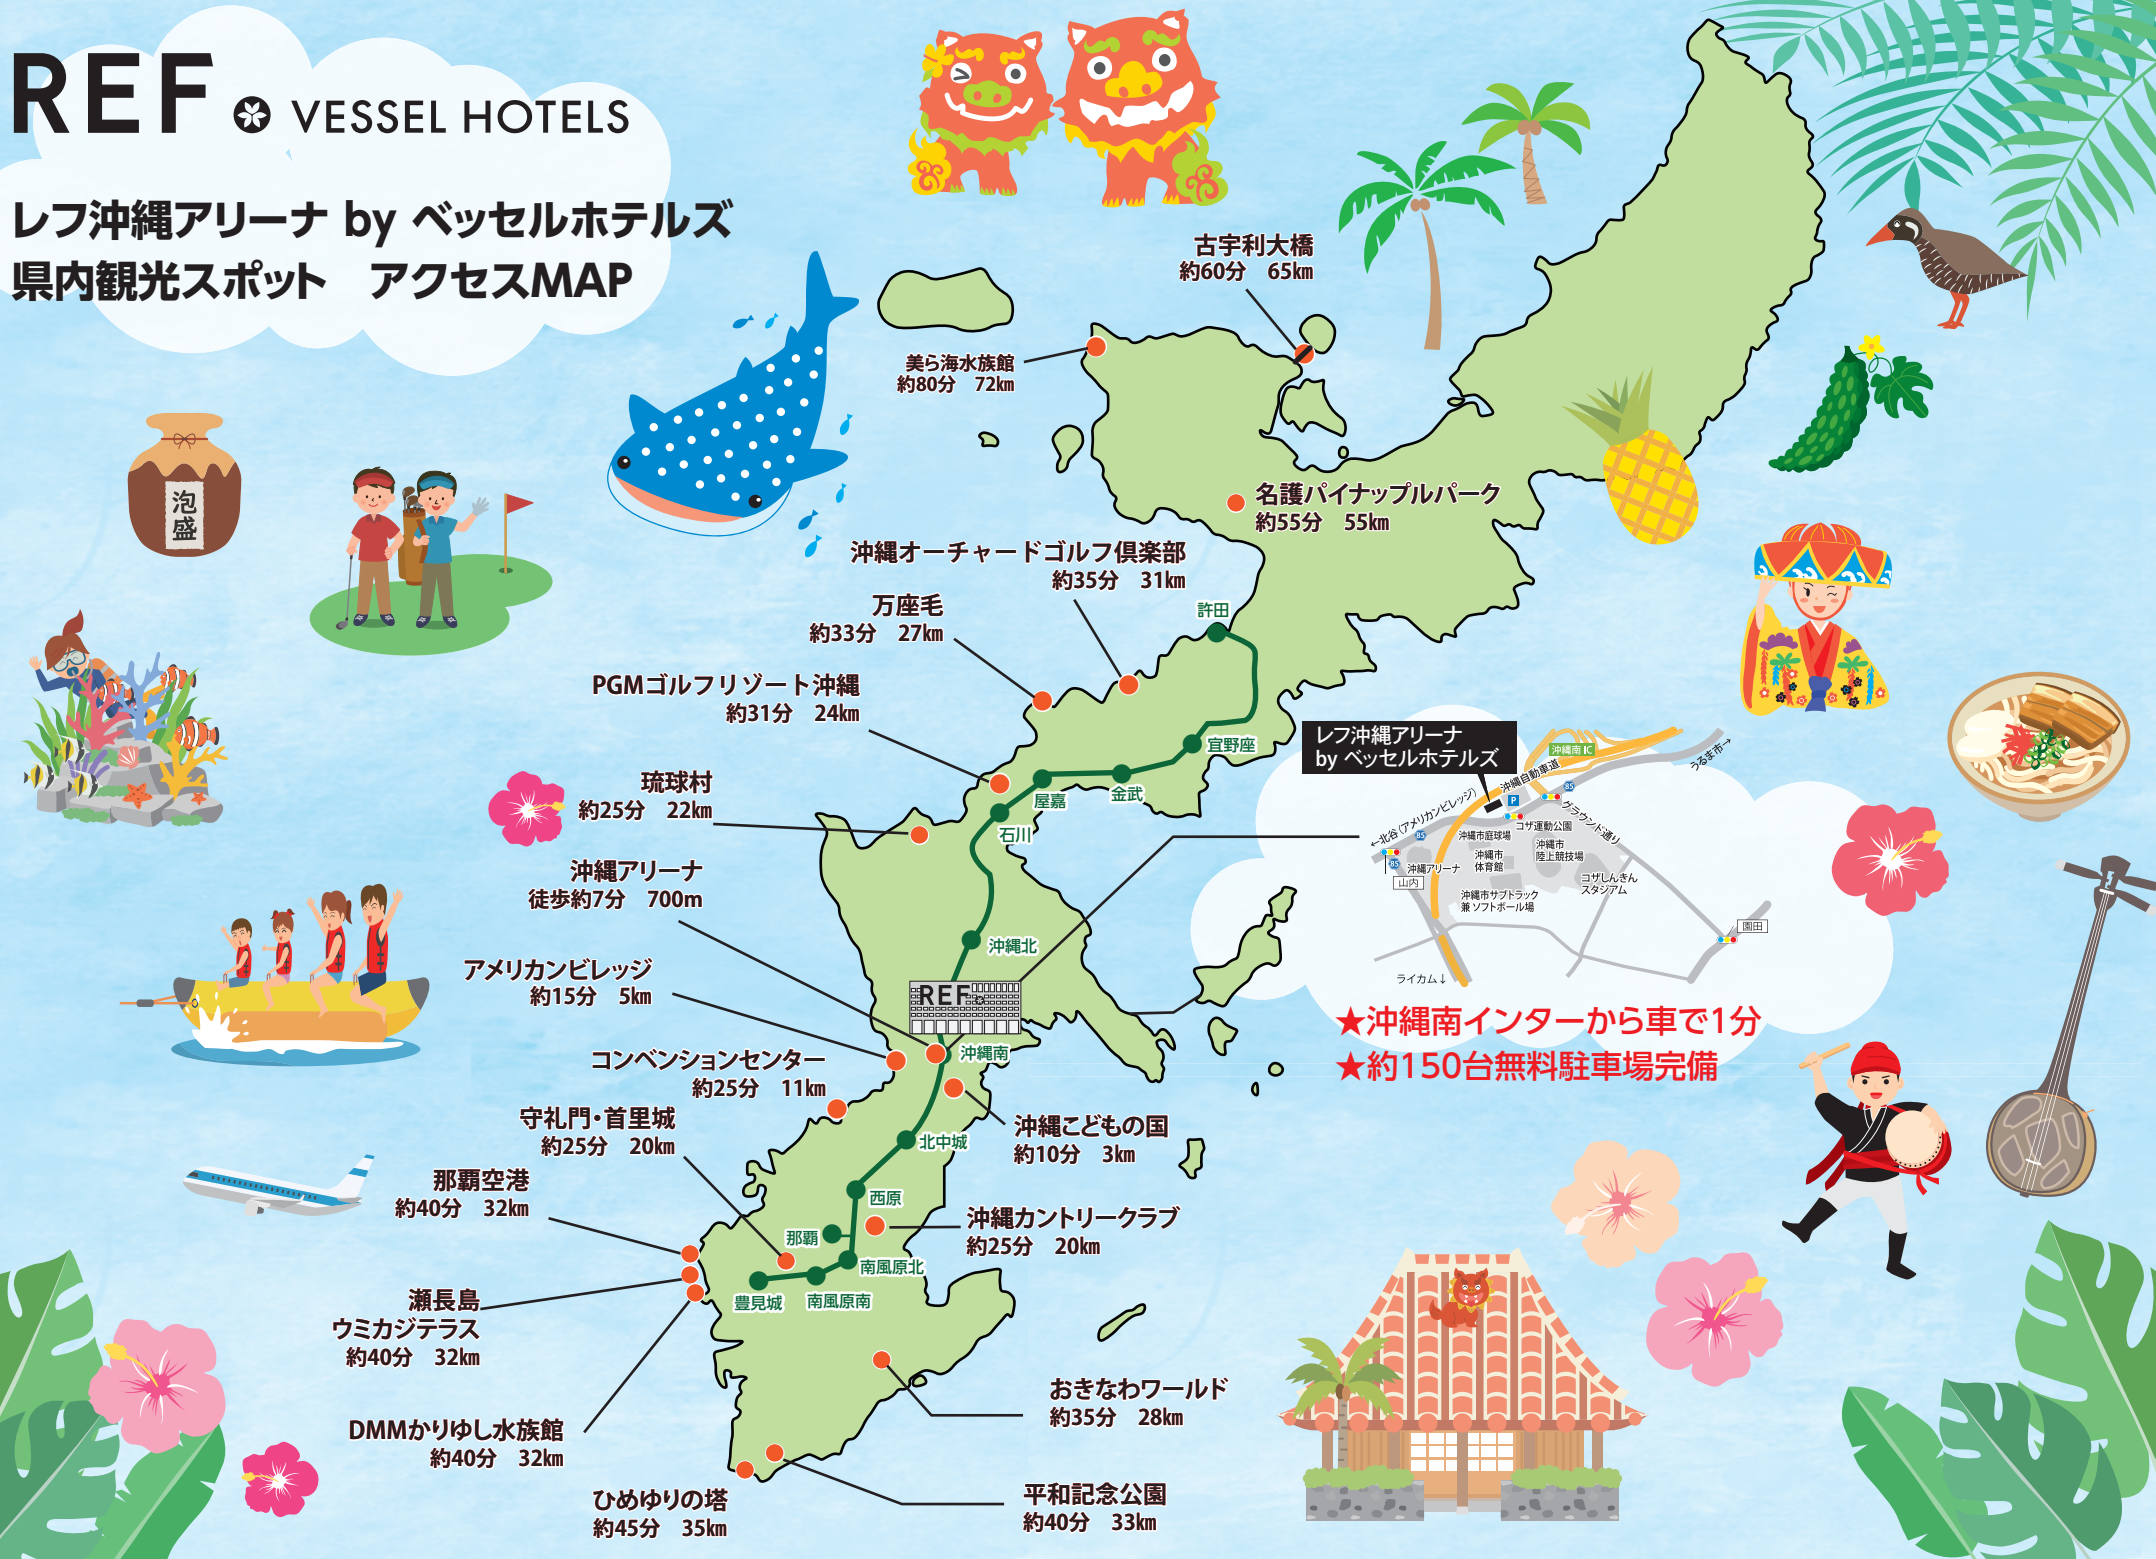 REF VESSEL HOTELS
レフ沖縄アリーナ by ベッセルホテルズ
県内観光スポット　アクセスMAP
古宇利大橋
約60分　65km
美ら海水族館
約80分　72km
泡盛
名護パイナップルパーク
約55分　55km
沖縄オーチャードゴルフ倶楽部
約35分　31km
万座毛
約33分　27km
許田
PGMゴルフリゾート沖縄
約31分　24km
宜野座
金武
屋嘉
石川
琉球村
約25分　22km
沖縄アリーナ
徒歩約7分　700m
沖縄北
アメリカンビレッジ
約15分　5km
REF
沖縄南
コンベンションセンター
約25分　11km
守礼門・首里城
約25分　20km
沖縄こどもの国
約10分　3km
北中城
那覇空港
約40分　32km
西原
沖縄カントリークラブ
約25分　20km
那覇
南風原北
南風原南
豊見城
瀬長島
ウミカジテラス
約40分　32km
DMMかりゆし水族館
約40分　32km
おきなわワールド
約35分　28km
ひめゆりの塔
約45分　35km
平和記念公園
約40分　33km
レフ沖縄アリーナ
by ベッセルホテルズ
沖縄南 IC
うるま市→
沖縄自動車道
85
P
←北谷（アメリカンビレッジ）
グラウンド通り
85
コザ運動公園
沖縄市庭球場
沖縄市
陸上競技場
沖縄市
体育館
85
沖縄アリーナ
山内
コザしんきん
スタジアム
沖縄市サブトラック
兼 ソフトボール場
園田
ライカム↓
★沖縄南インターから車で1分
★約150台無料駐車場完備